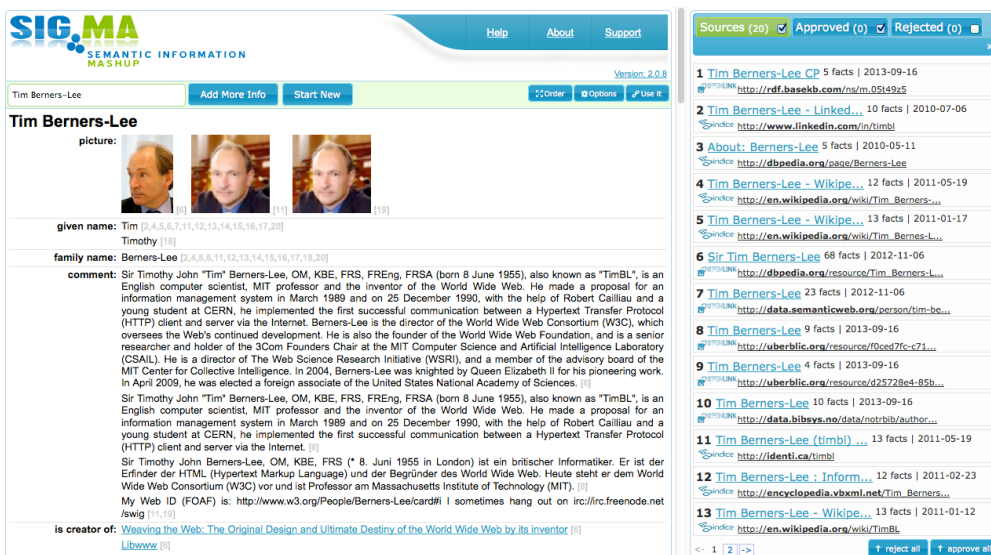 SIG.MA
SEMANTIC INFORMATION
MASHUP
Help About Support
Version: 2.0.8
Tim Berners-Lee Add More Info Start New Order Options Use it
Tim Berners-Lee
picture:
[6] [11] [19]
given name: Tim [2,4,5,6,7,11,12,13,14,15,16,17,20]
Timothy [18]
family name: Berners-Lee [2,4,5,6,11,12,13,14,15,16,17,18,20]
comment: Sir Timothy John "Tim" Berners-Lee, OM, KBE, FRS, FREng, FRSA (born 8 June 1955), also known as "TimBL", is an
English computer scientist, MIT professor and the inventor of the World Wide Web. He made a proposal for an
information management system in March 1989 and on 25 December 1990, with the help of Robert Cailliau and a
young student at CERN, he implemented the first successful communication between a Hypertext Transfer Protocol
(HTTP) client and server via the Internet. Berners-Lee is the director of the World Wide Web Consortium (W3C), which
oversees the Web's continued development. He is also the founder of the World Wide Web Foundation, and is a senior
researcher and holder of the 3Com Founders Chair at the MIT Computer Science and Artificial Intelligence Laboratory
(CSAIL). He is a director of The Web Science Research Initiative (WSRI), and a member of the advisory board of the
MIT Center for Collective Intelligence. In 2004, Berners-Lee was knighted by Queen Elizabeth II for his pioneering work.
In April 2009, he was elected a foreign associate of the United States National Academy of Sciences. [6]
Sir Timothy John "Tim" Berners-Lee, OM, KBE, FRS, FREng, FRSA (born 8 June 1955), also known as "TimBL", is an
English computer scientist, MIT professor and the inventor of the World Wide Web. He made a proposal for an
information management system in March 1989 and on 25 December 1990, with the help of Robert Cailliau and a
young student at CERN, he implemented the first successful communication between a Hypertext Transfer Protocol
(HTTP) client and server via the Internet. [6]
Sir Timothy John Berners-Lee, OM, KBE, FRS (* 8. Juni 1955 in London) ist ein britischer Informatiker. Er ist der
Erfinder der HTML (Hypertext Markup Language) und der Begründer des World Wide Web. Heute steht er dem World
Wide Web Consortium (W3C) vor und ist Professor am Massachusetts Institute of Technology (MIT). [8]
My Web ID (FOAF) is: http://www.w3.org/People/Berners-Lee/card#i I sometimes hang out on irc://irc.freenode.net
/swig [11,19]
is creator of: Weaving the Web: The Original Design and Ultimate Destiny of the World Wide Web by its inventor [6]
Libwww [6]
Sources (20) Approved (0) Rejected (0)
1 Tim Berners-Lee CP 5 facts | 2013-09-16
OPENLINK http://rdf.basekb.com/ns/m.05t49z5
2 Tim Berners-Lee - Linked... 10 facts | 2010-07-06
Sindice http://www.linkedin.com/in/timbl
3 About: Berners-Lee 5 facts | 2010-05-11
Sindice http://dbpedia.org/page/Berners-Lee
4 Tim Berners-Lee - Wikipe... 12 facts | 2011-05-19
Sindice http://en.wikipedia.org/wiki/Tim_Berners-...
5 Tim Berners-Lee - Wikipe... 13 facts | 2011-01-17
Sindice http://en.wikipedia.org/wiki/Tim_Bernes-L...
6 Sir Tim Berners-Lee 68 facts | 2012-11-06
OPENLINK http://dbpedia.org/resource/Tim_Bernes-L...
7 Tim Berners-Lee 23 facts | 2012-11-06
OPENLINK http://data.semanticweb.org/person/tim-be...
8 Tim Berners-Lee 9 facts | 2013-09-16
OPENLINK http://uberblic.org/resource/f0ced7fc-c71...
9 Tim Berners-Lee 4 facts | 2013-09-16
OPENLINK http://uberblic.org/resource/d25728e4-85b...
10 Tim Berners-Lee 10 facts | 2013-09-16
OPENLINK http://data.bibsys.no/data/notrbib/author...
11 Tim Berners-Lee (timbl) ... 13 facts | 2011-05-19
Sindice http://identi.ca/timbl
12 Tim Berners-Lee : Inform... 12 facts | 2011-02-23
Sindice http://encyclopedia.vbxml.net/Tim_Berners...
13 Tim Berners-Lee - Wikipe... 13 facts | 2011-01-12
Sindice http://en.wikipedia.org/wiki/TimBL
<- 1 2 -> reject all approve all